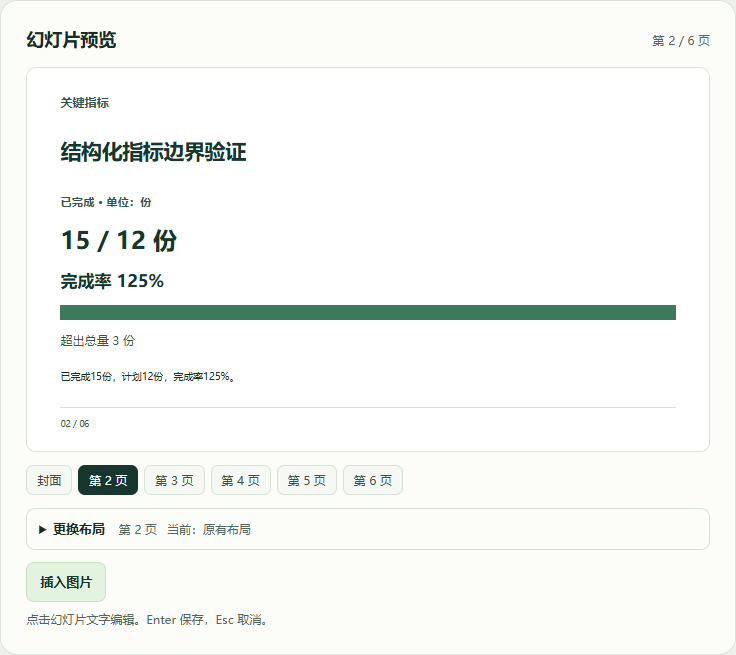 幻灯片预览
第 2 / 6 页
关键指标
结构化指标边界验证
已完成 • 单位：份
15 / 12 份
完成率 125%
超出总量 3 份
已完成15份，计划12份，完成率125%。
02 / 06
封面 第 2 页 第 3 页 第 4 页 第 5 页 第 6 页
▶ 更换布局 第 2 页 当前：原有布局
插入图片
点击幻灯片文字编辑。Enter 保存，Esc 取消。